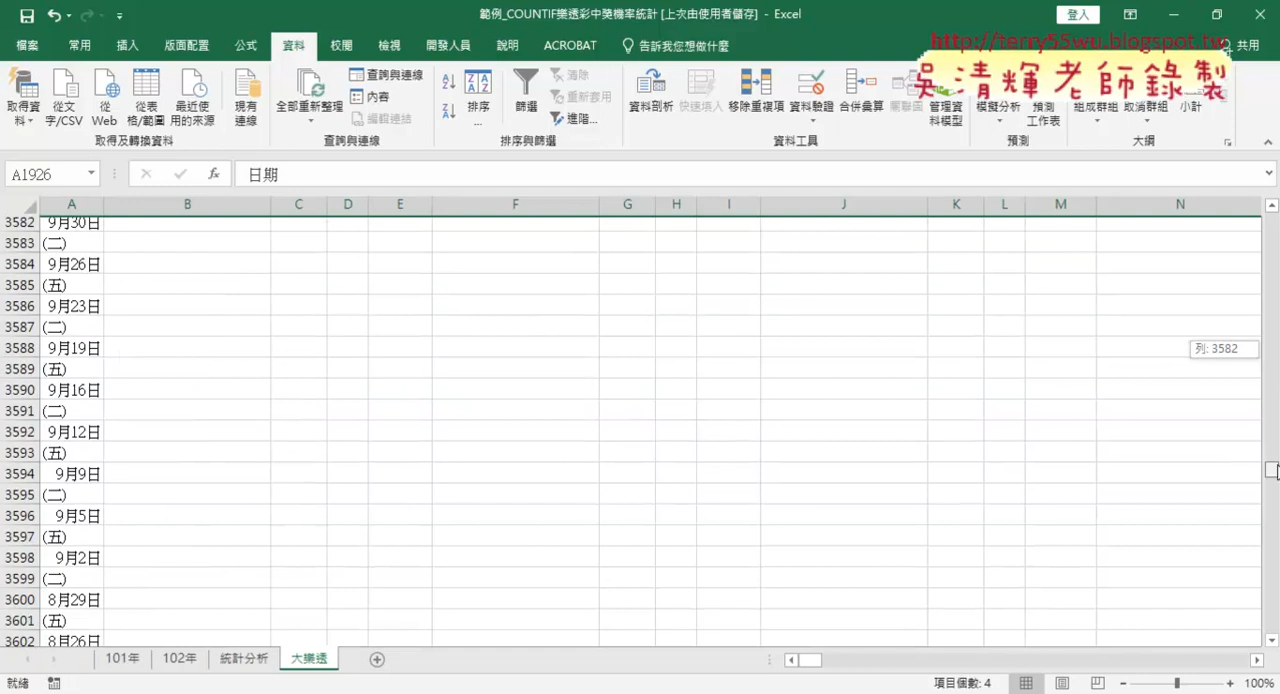 範例_COUNTIF樂透彩中獎機率統計 [上次由使用者儲存] - Excel
登入
檔案 常用 插入 版面配置 公式 資料 校閱 檢視 開發人員 說明 ACROBAT 告訴我您想做什麼 共用
http://terry55wu.blogspot.tw
吳清輝老師錄製
取得資料 從文字/CSV 從Web 從表格/範圍 最近使用的來源 現有連線
取得及轉換資料
全部重新整理 查詢與連線 內容 編輯連結
查詢與連線
排序... 篩選 清除 重新套用 進階...
排序與篩選
資料剖析 快速填入 移除重複項 資料驗證 合併彙算 關聯圖 管理資料模型
資料工具
模擬分析 預測工作表
預測
組成群組 取消群組 小計
大綱
A1926 fx 日期
A B C D E F G H I J K L M N
3582 9月30日
3583 (二)
3584 9月26日
3585 (五)
3586 9月23日
3587 (二)
3588 9月19日
3589 (五)
3590 9月16日
3591 (二)
3592 9月12日
3593 (五)
3594 9月9日
3595 (二)
3596 9月5日
3597 (五)
3598 9月2日
3599 (二)
3600 8月29日
3601 (五)
3602 8月26日
列: 3582
101年 102年 統計分析 大樂透
就緒 項目個數: 4 100%